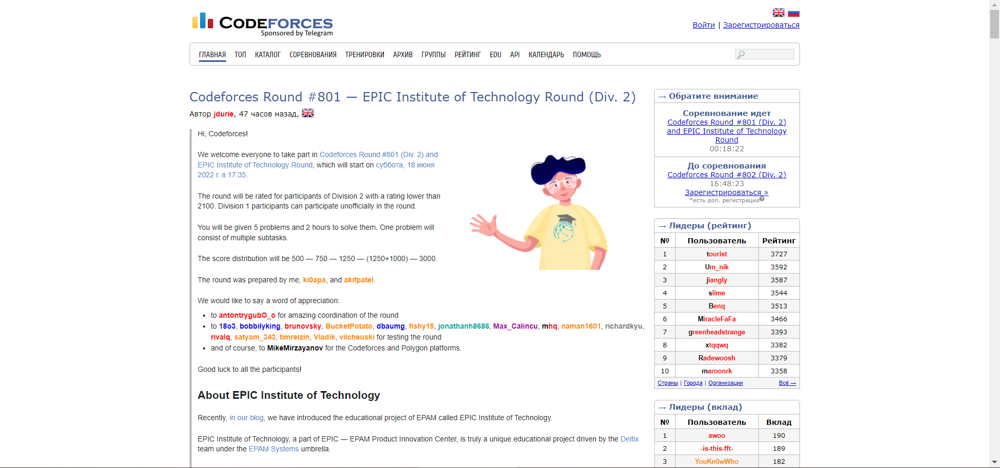 CODEFORCES
Sponsored by Telegram
Войти | Зарегистрироваться
ГЛАВНАЯ ТОП КАТАЛОГ СОРЕВНОВАНИЯ ТРЕНИРОВКИ АРХИВ ГРУППЫ РЕЙТИНГ EDU API КАЛЕНДАРЬ ПОМОЩЬ
Codeforces Round #801 — EPIC Institute of Technology Round (Div. 2)
Автор jdurie, 47 часов назад,
Hi, Codeforces!
We welcome everyone to take part in Codeforces Round #801 (Div. 2) and
EPIC Institute of Technology Round, which will start on суббота, 18 июня
2022 г. в 17:35.
The round will be rated for participants of Division 2 with a rating lower than
2100. Division 1 participants can participate unofficially in the round.
You will be given 5 problems and 2 hours to solve them. One problem will
consist of multiple subtasks.
The score distribution will be 500 — 750 — 1250 — (1250+1000) — 3000.
The round was prepared by me, ki0apa, and akifpatel.
We would like to say a word of appreciation:
• to antontrygubO_o for amazing coordination of the round
• to 18o3, bobbilyking, brunovsky, BucketPotato, dbaumg, fishy15, jonathanh8686, Max_Calincu, mhq, naman1601, richardkyu,
rivalq, satyam_343, timreizin, Vladik, vilcheuski for testing the round
• and of course, to MikeMirzayanov for the Codeforces and Polygon platforms.
Good luck to all the participants!
About EPIC Institute of Technology
Recently, in our blog, we have introduced the educational project of EPAM called EPIC Institute of Technology.
EPIC Institute of Technology, a part of EPIC — EPAM Product Innovation Center, is truly a unique educational project driven by the Deltix
team under the EPAM Systems umbrella.
→ Обратите внимание
Соревнование идет
Codeforces Round #801 (Div. 2)
and EPIC Institute of Technology
Round
00:18:22
До соревнования
Codeforces Round #802 (Div. 2)
16:48:23
Зарегистрироваться »
*есть доп. регистрация?
→ Лидеры (рейтинг)
№ Пользователь Рейтинг
1 tourist 3727
2 Um_nik 3592
3 jiangly 3587
4 slime 3544
5 Benq 3513
6 MiracleFaFa 3466
7 greenheadstrange 3393
8 xtqqwq 3382
9 Radewoosh 3379
10 maroonrk 3358
Страны | Города | Организации Всё →
→ Лидеры (вклад)
№ Пользователь Вклад
1 awoo 190
2 -is-this-fft- 189
3 YouKn0wWho 182